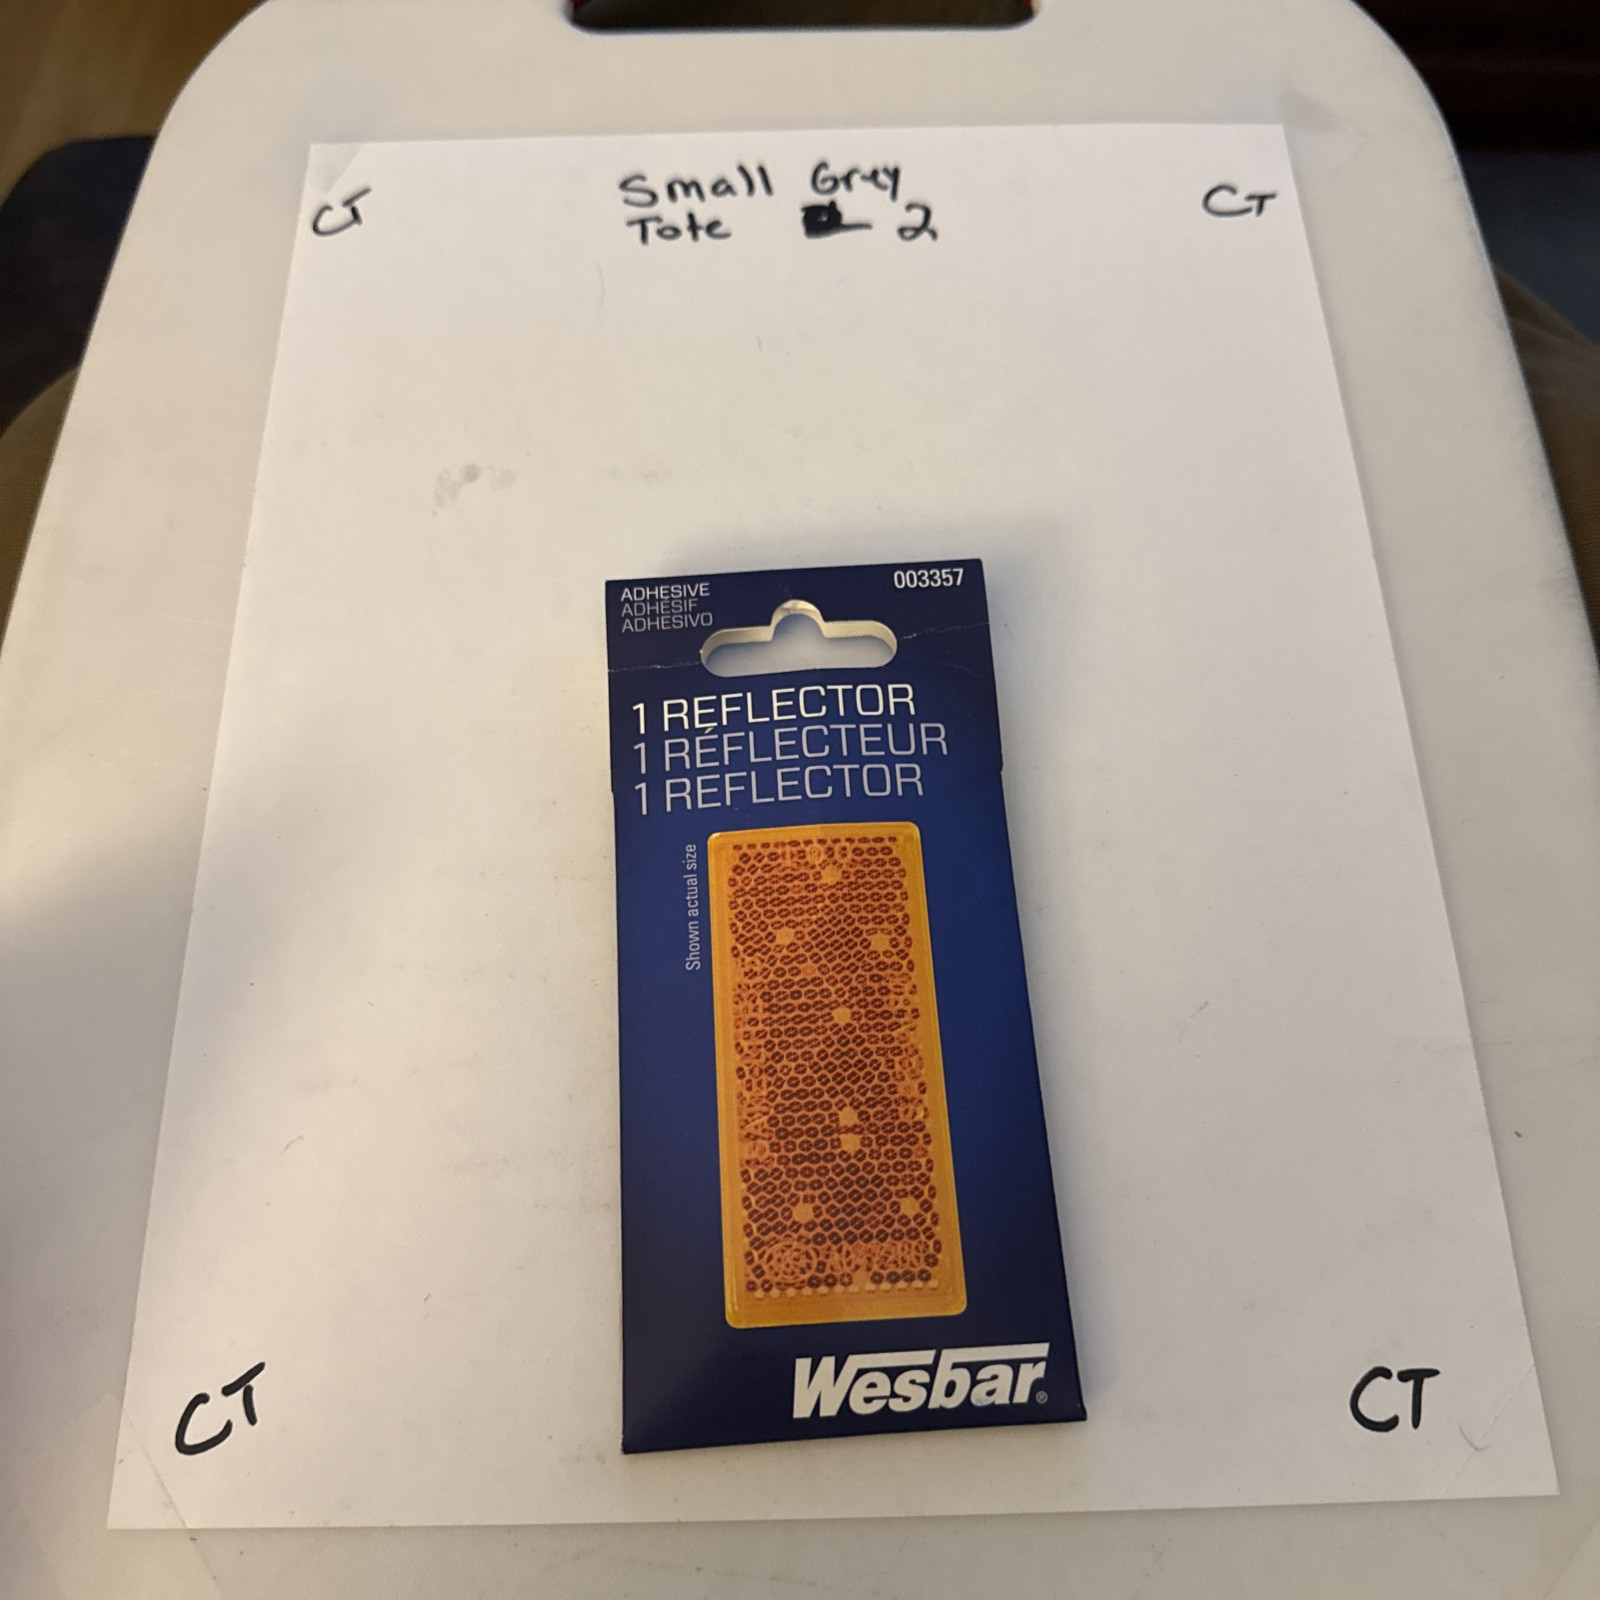 CT
Small Grey
Tote 2
CT
ADHESIVE
ADHÉSIF
ADHESIVO
003357
1 REFLECTOR
1 RÉFLECTEUR
1 REFLECTOR
Shown actual size
Wesbar®
CT
CT